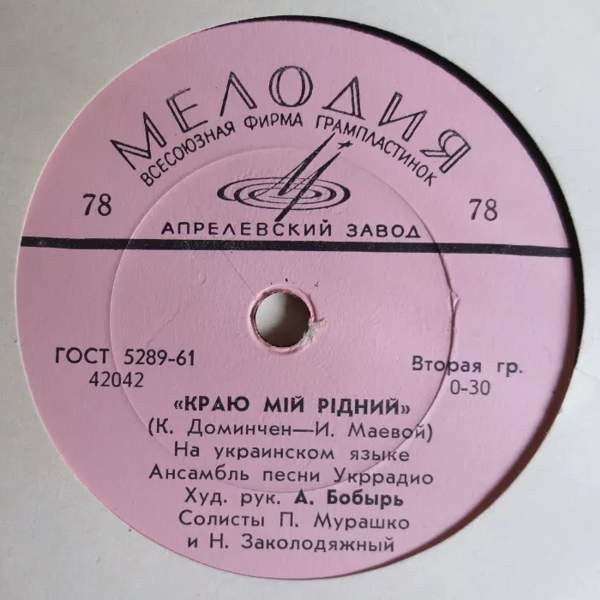 МЕЛОДИЯ
ВСЕСОЮЗНАЯ ФИРМА ГРАМПЛАСТИНОК
78
78
АПРЕЛЕВСКИЙ ЗАВОД
ГОСТ 5289-61
42042
Вторая гр.
0-30
«КРАЮ МІЙ РІДНИЙ»
(К. Доминчен—И. Маевой)
На украинском языке
Ансамбль песни Укррадио
Худ. рук. А. Бобырь
Солисты П. Мурашко
и Н. Заколодяжный